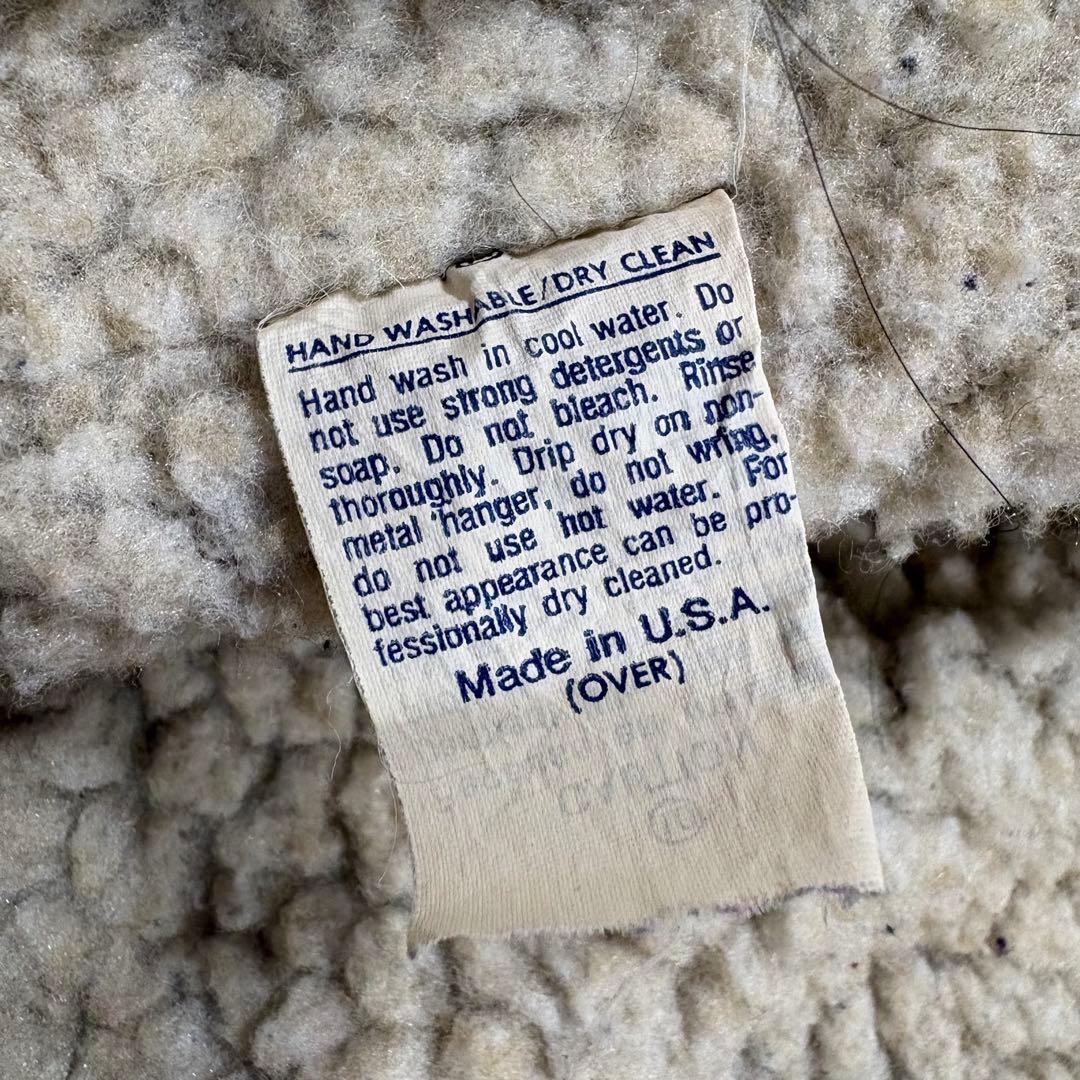 HAND WASHABLE/DRY CLEAN
Hand wash in cool water. Do
not use strong detergents or
soap. Do not bleach. Rinse
thoroughly. Drip dry on non-
metal hanger, do not wring,
do not use hot water. For
best appearance can be pro-
fessionally dry cleaned.
Made in U.S.A.
(OVER)